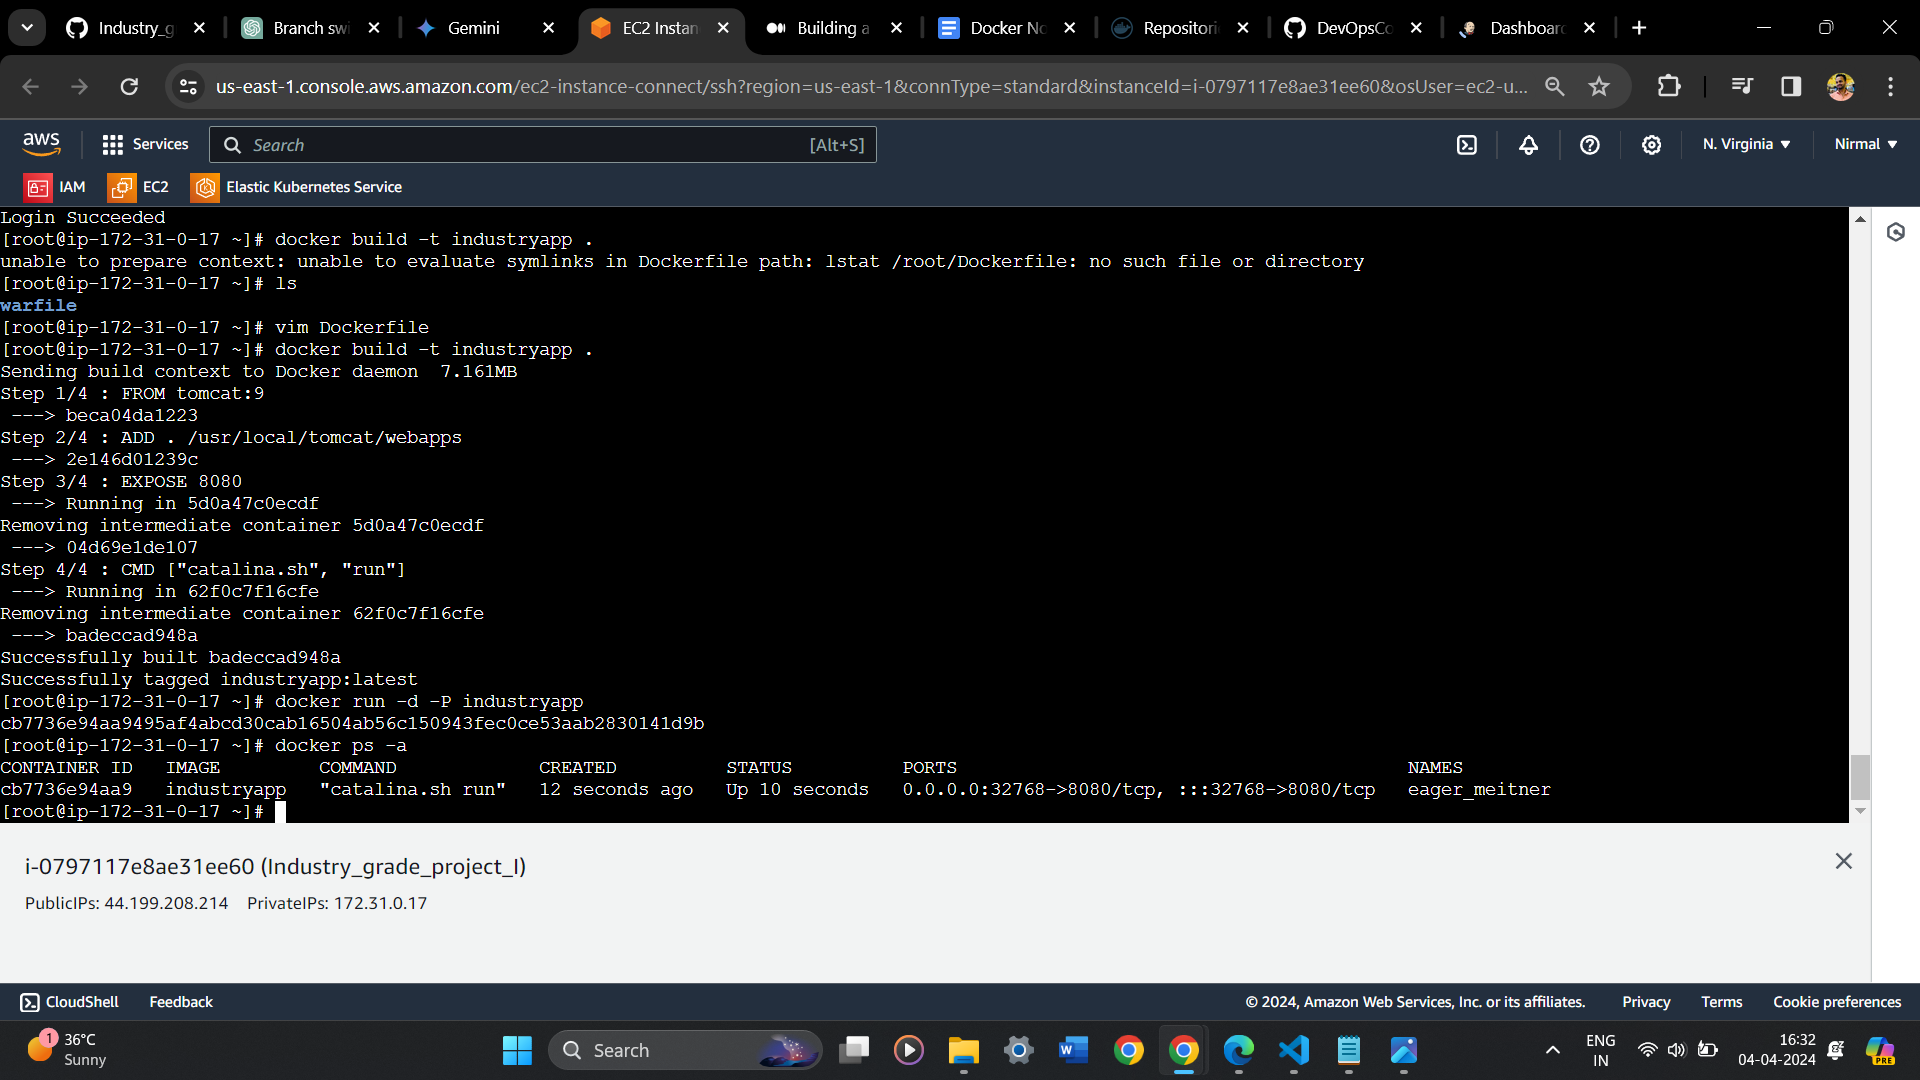 Industry_g
Branch swi
Gemini
EC2 Instan
Building a
Docker No
Repositori
DevOpsCo
Dashboard
us-east-1.console.aws.amazon.com/ec2-instance-connect/ssh?region=us-east-1&connType=standard&instanceId=i-0797117e8ae31ee60&osUser=ec2-u...
aws
Services
Search
[Alt+S]
N. Virginia
Nirmal
IAM
EC2
Elastic Kubernetes Service
Login Succeeded
[root@ip-172-31-0-17 ~]# docker build -t industryapp .
unable to prepare context: unable to evaluate symlinks in Dockerfile path: lstat /root/Dockerfile: no such file or directory
[root@ip-172-31-0-17 ~]# ls
warfile
[root@ip-172-31-0-17 ~]# vim Dockerfile
[root@ip-172-31-0-17 ~]# docker build -t industryapp .
Sending build context to Docker daemon  7.161MB
Step 1/4 : FROM tomcat:9
 ---> beca04da1223
Step 2/4 : ADD . /usr/local/tomcat/webapps
 ---> 2e146d01239c
Step 3/4 : EXPOSE 8080
 ---> Running in 5d0a47c0ecdf
Removing intermediate container 5d0a47c0ecdf
 ---> 04d69e1de107
Step 4/4 : CMD ["catalina.sh", "run"]
 ---> Running in 62f0c7f16cfe
Removing intermediate container 62f0c7f16cfe
 ---> badeccad948a
Successfully built badeccad948a
Successfully tagged industryapp:latest
[root@ip-172-31-0-17 ~]# docker run -d -P industryapp
cb7736e94aa9495af4abcd30cab16504ab56c150943fec0ce53aab2830141d9b
[root@ip-172-31-0-17 ~]# docker ps -a
CONTAINER ID   IMAGE         COMMAND             CREATED          STATUS          PORTS                                         NAMES
cb7736e94aa9   industryapp   "catalina.sh run"   12 seconds ago   Up 10 seconds   0.0.0.0:32768->8080/tcp, :::32768->8080/tcp   eager_meitner
[root@ip-172-31-0-17 ~]#
i-0797117e8ae31ee60 (Industry_grade_project_I)
PublicIPs: 44.199.208.214    PrivateIPs: 172.31.0.17
CloudShell
Feedback
© 2024, Amazon Web Services, Inc. or its affiliates.
Privacy
Terms
Cookie preferences
1
36°C
Sunny
Search
ENG
IN
16:32
04-04-2024
PRE